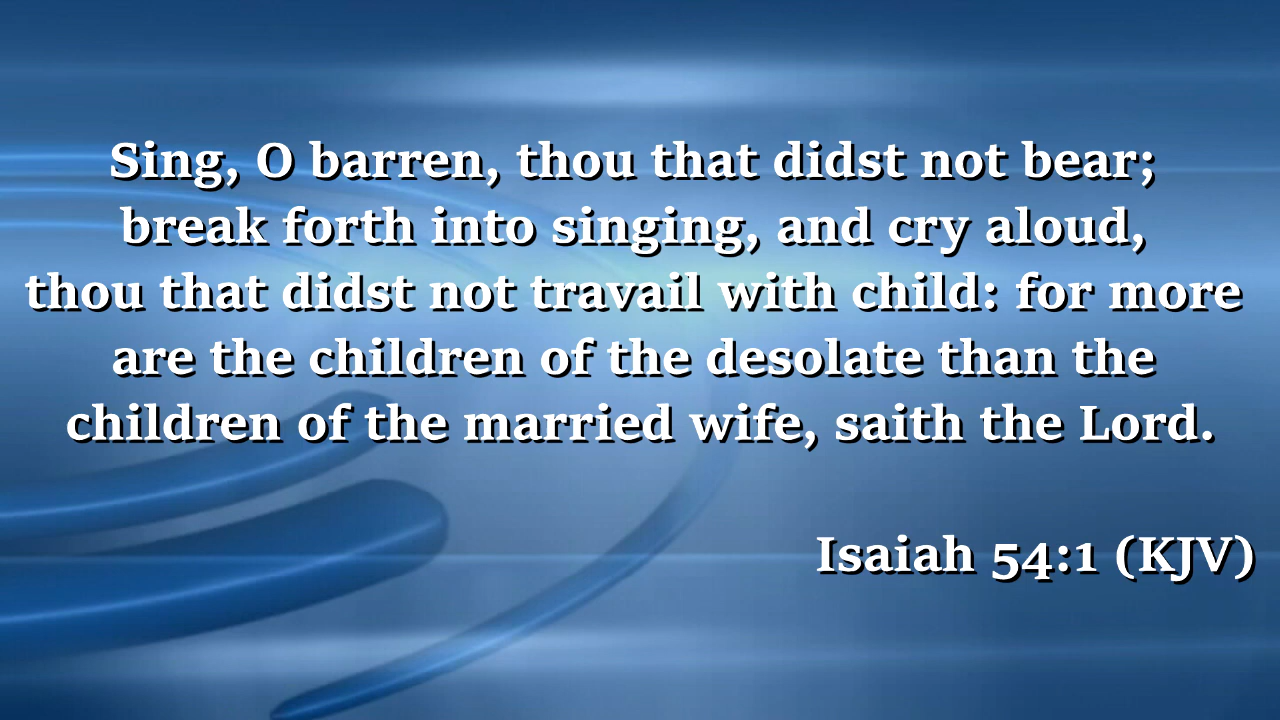 Sing, O barren, thou that didst not bear;
break forth into singing, and cry aloud,
thou that didst not travail with child: for more
are the children of the desolate than the
children of the married wife, saith the Lord.
Isaiah 54:1 (KJV)